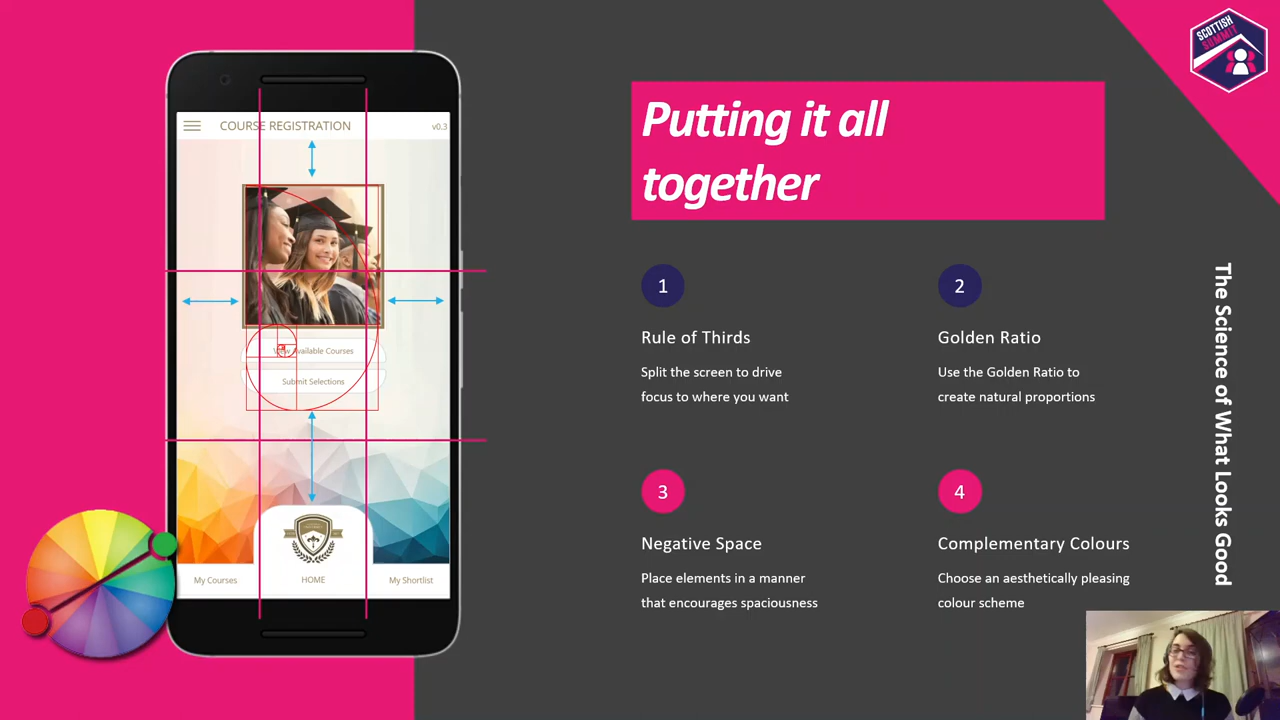 COURSE REGISTRATION
v0.3
View Available Courses
Submit Selections
My Courses
HOME
My Shortlist
Putting it all
together
1
Rule of Thirds
Split the screen to drive
focus to where you want
2
Golden Ratio
Use the Golden Ratio to
create natural proportions
3
Negative Space
Place elements in a manner
that encourages spaciousness
4
Complementary Colours
Choose an aesthetically pleasing
colour scheme
SCOTTISH
SUMMIT
The Science of What Looks Good